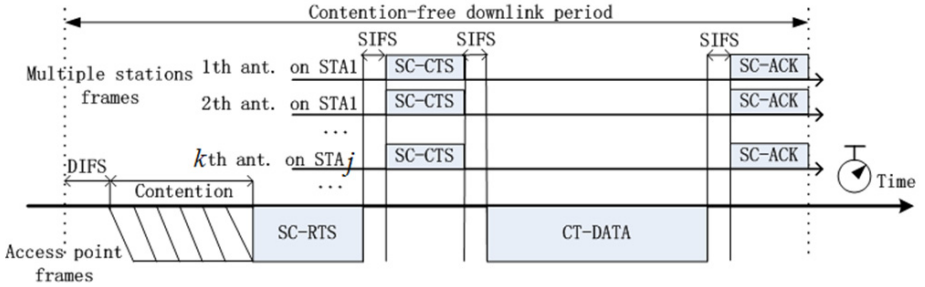 Contention-free downlink period
SIFS SIFS SIFS
Multiple stations frames
1th ant. on STA1 SC-CTS SC-ACK
2th ant. on STA1 SC-CTS SC-ACK
...
kth ant. on STAj SC-CTS SC-ACK
...
DIFS
Contention
Time
SC-RTS CT-DATA
Access point
frames